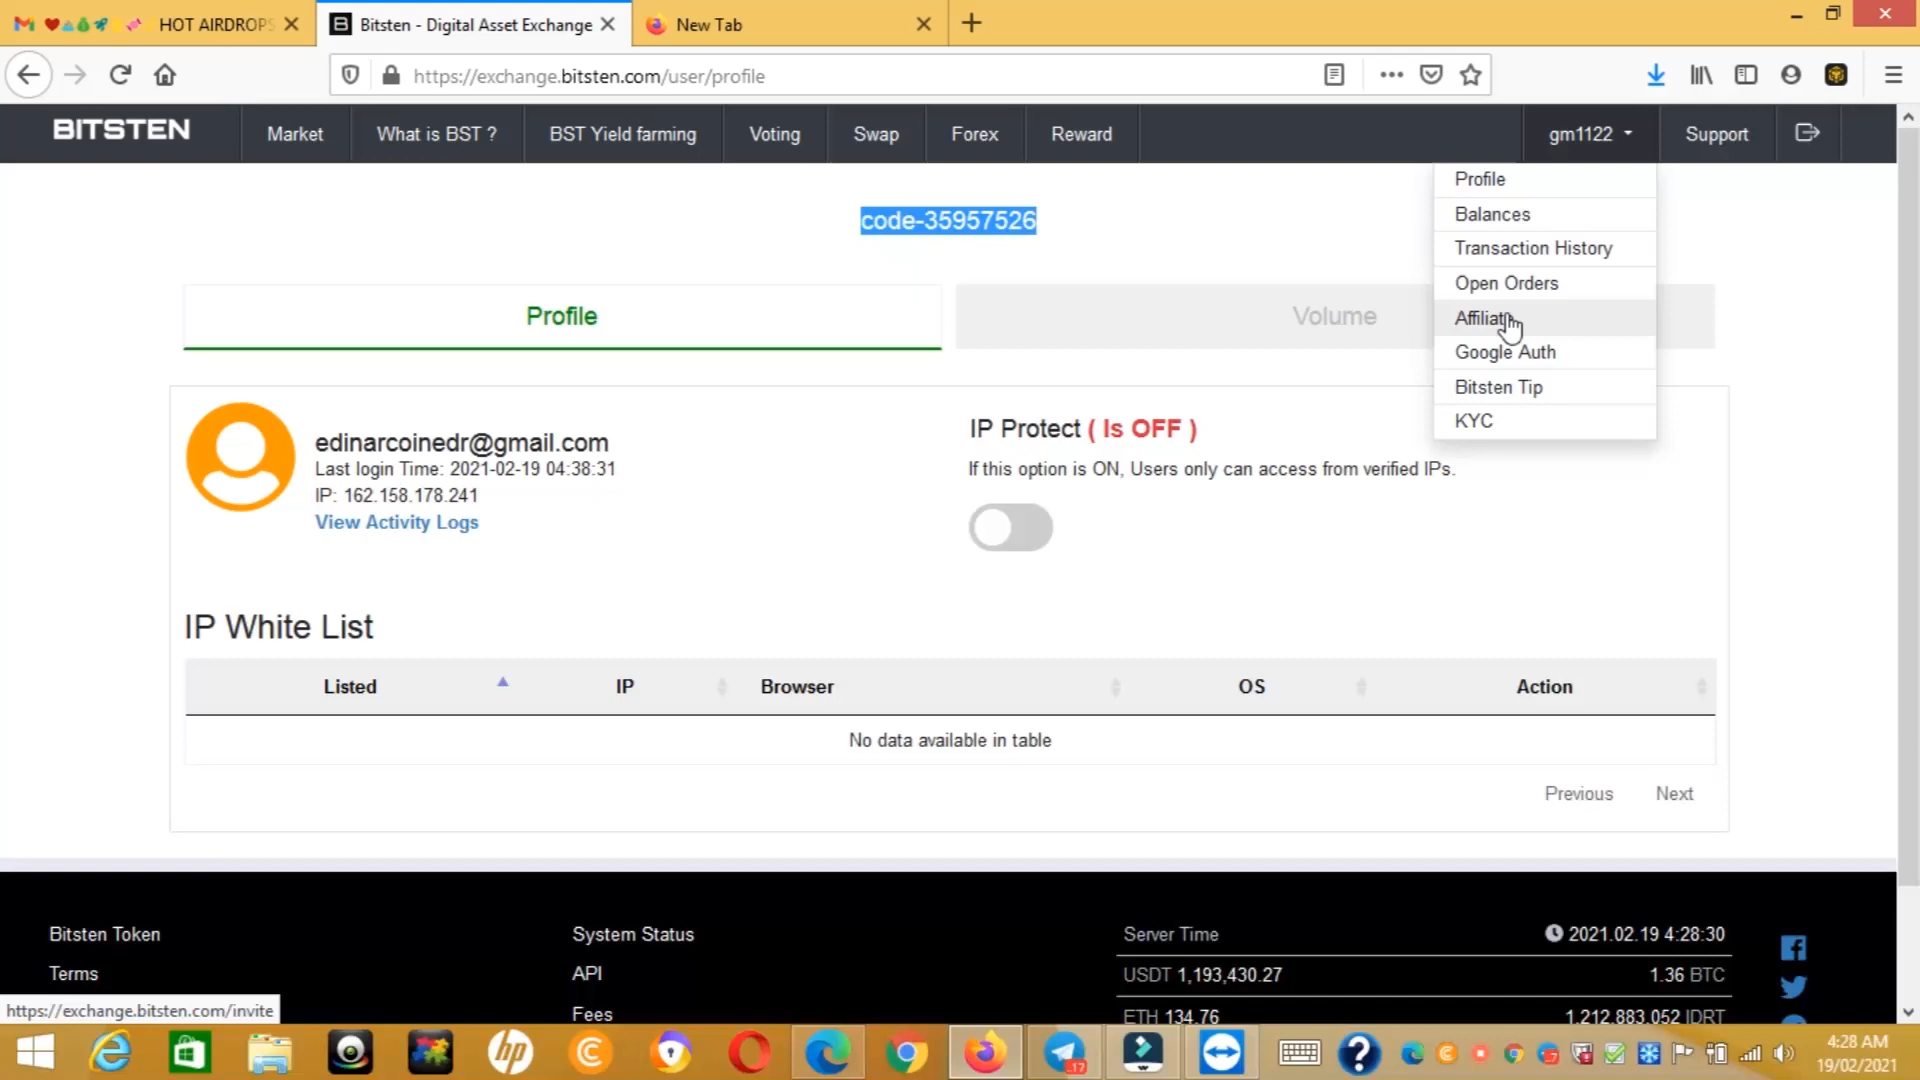 HOT AIRDROPS
Bitsten - Digital Asset Exchange
New Tab
https://exchange.bitsten.com/user/profile
BITSTEN
Market
What is BST ?
BST Yield farming
Voting
Swap
Forex
Reward
gm1122
Support
Profile
Balances
Transaction History
Open Orders
Affiliate
Google Auth
Bitsten Tip
KYC
code-35957526
Profile
Volume
edinarcoinedr@gmail.com
Last login Time: 2021-02-19 04:38:31
IP: 162.158.178.241
View Activity Logs
IP Protect ( Is OFF )
If this option is ON, Users only can access from verified IPs.
IP White List
Listed IP Browser OS Action
No data available in table
Previous Next
Bitsten Token
Terms
System Status
API
Fees
Server Time 2021.02.19 4:28:30
USDT 1,193,430.27 1.36 BTC
ETH 134.76 1,212,883,052 IDRT
https://exchange.bitsten.com/invite
hp
17
4:28 AM
19/02/2021